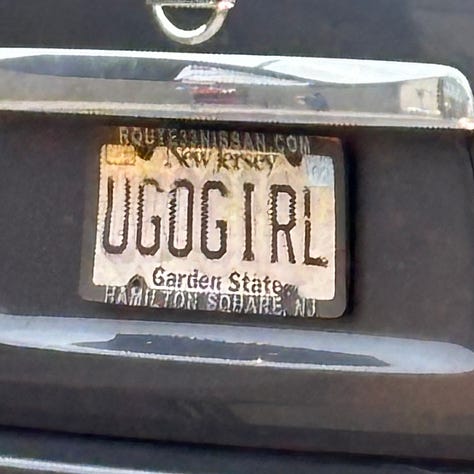 ROUTE33NISSAN.COM
New Jersey
UGOGIRL
Garden State
HAMILTON SQUARE, NJ